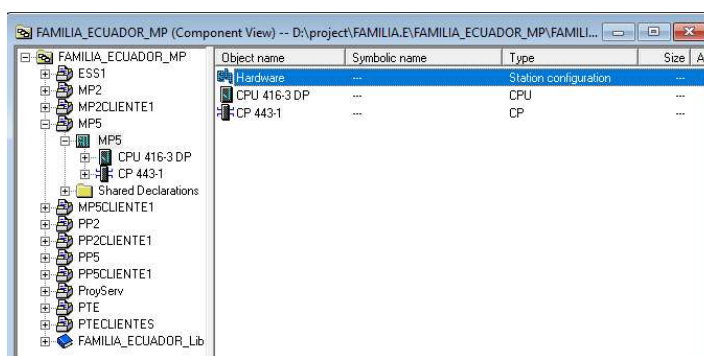 FAMILIA_ECUADOR_MP (Component View) -- D:\project\FAMILIA.E\FAMILIA_ECUADOR_MP\FAMILI...
FAMILIA_ECUADOR_MP
ESS1
MP2
MP2CLIENTE1
MP5
MP5
CPU 416-3 DP
CP 443-1
Shared Declarations
MP5CLIENTE1
PP2
PP2CLIENTE1
PP5
PP5CLIENTE1
ProyServ
PTE
PTECLIENTES
FAMILIA_ECUADOR_Lib
Object name Symbolic name Type Size A
Hardware --- Station configuration ---
CPU 416-3 DP --- CPU ---
CP 443-1 --- CP ---